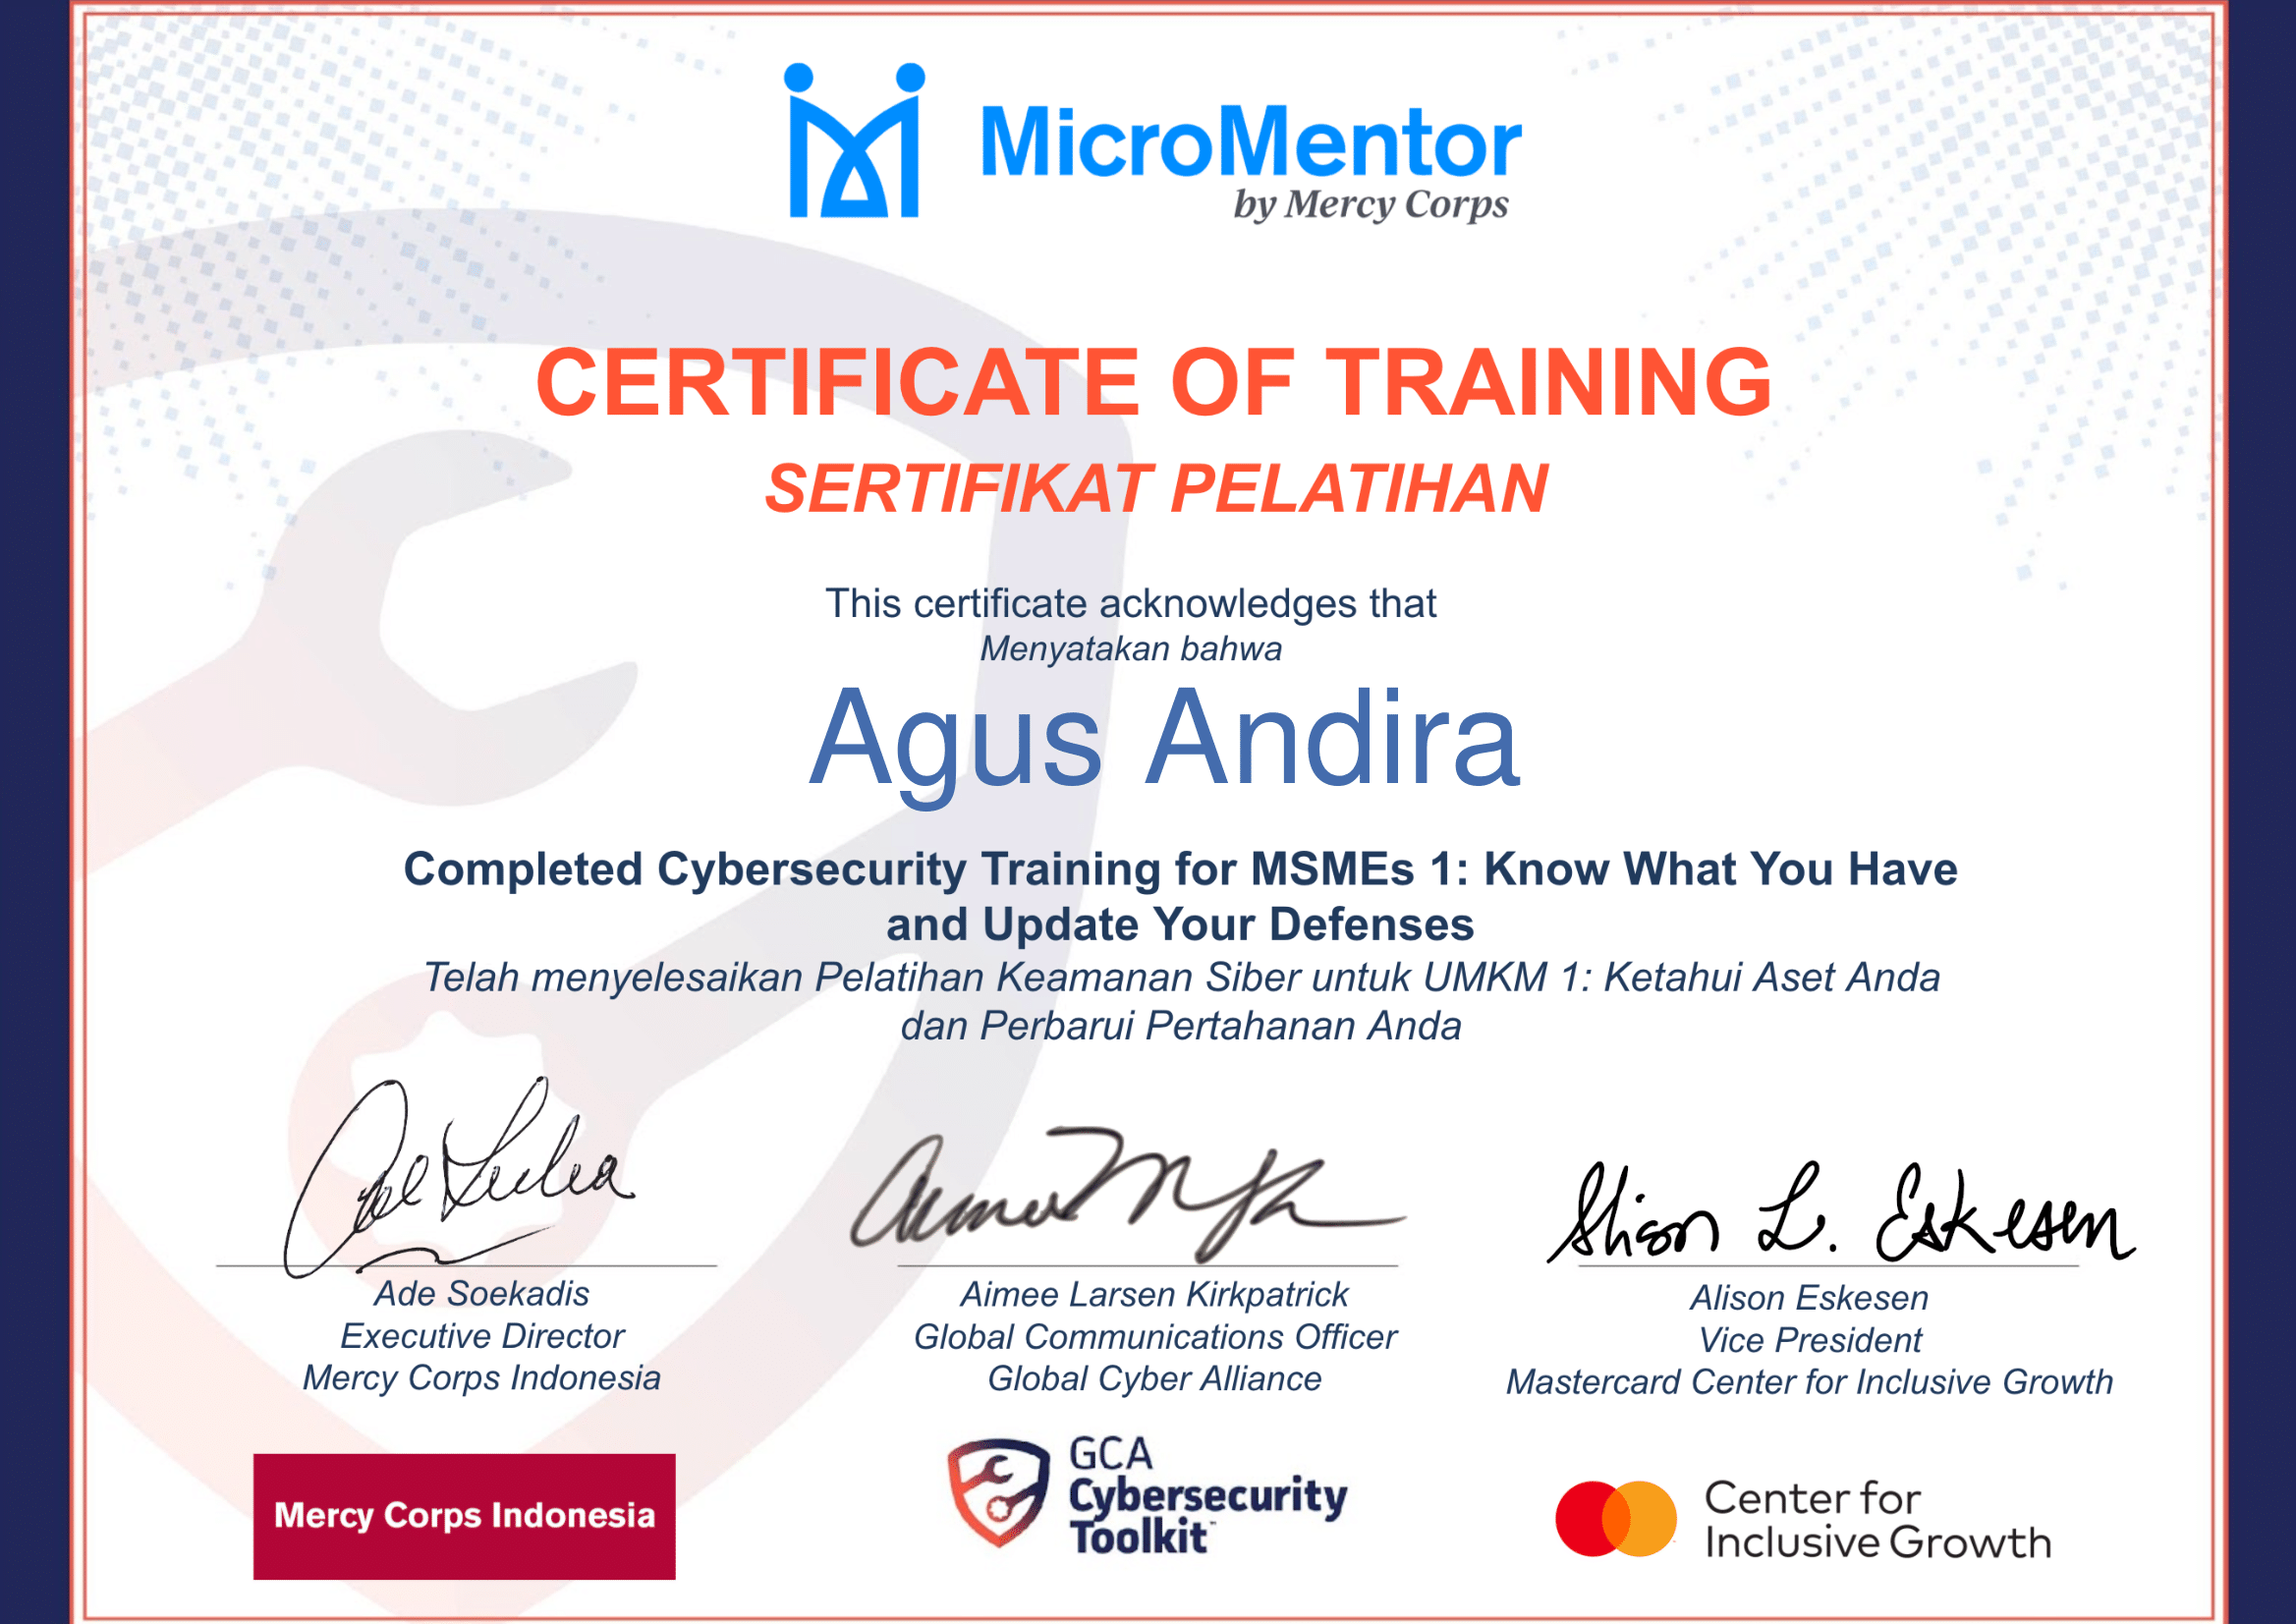 MicroMentor
by Mercy Corps
CERTIFICATE OF TRAINING
SERTIFIKAT PELATIHAN
This certificate acknowledges that
Menyatakan bahwa
Agus Andira
Completed Cybersecurity Training for MSMEs 1: Know What You Have
and Update Your Defenses
Telah menyelesaikan Pelatihan Keamanan Siber untuk UMKM 1: Ketahui Aset Anda
dan Perbarui Pertahanan Anda
Alison L. Eskesen
Ade Soekadis
Executive Director
Mercy Corps Indonesia
Aimee Larsen Kirkpatrick
Global Communications Officer
Global Cyber Alliance
Alison Eskesen
Vice President
Mastercard Center for Inclusive Growth
Mercy Corps Indonesia
GCA
Cybersecurity
Toolkit™
Center for
Inclusive Growth